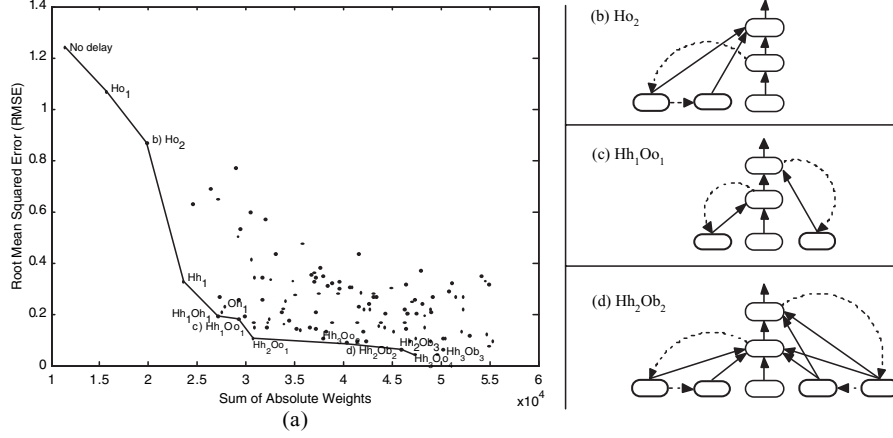 1.4
1.2
1
0.8
0.6
0.4
0.2
0
Root Mean Squared Error (RMSE)
No delay
Ho1
b) Ho2
Hh1
Hh1Oh1
Oh1
c) Hh1Oo1
Hh2Oo1
Hh3Oo
d) Hh2Ob2
Hh2Ob3
Hh3Oo4
Hh3Ob3
1 1.5 2 2.5 3 3.5 4 4.5 5 5.5 6
x10^4
Sum of Absolute Weights
(a)
(b) Ho2
(c) Hh1Oo1
(d) Hh2Ob2